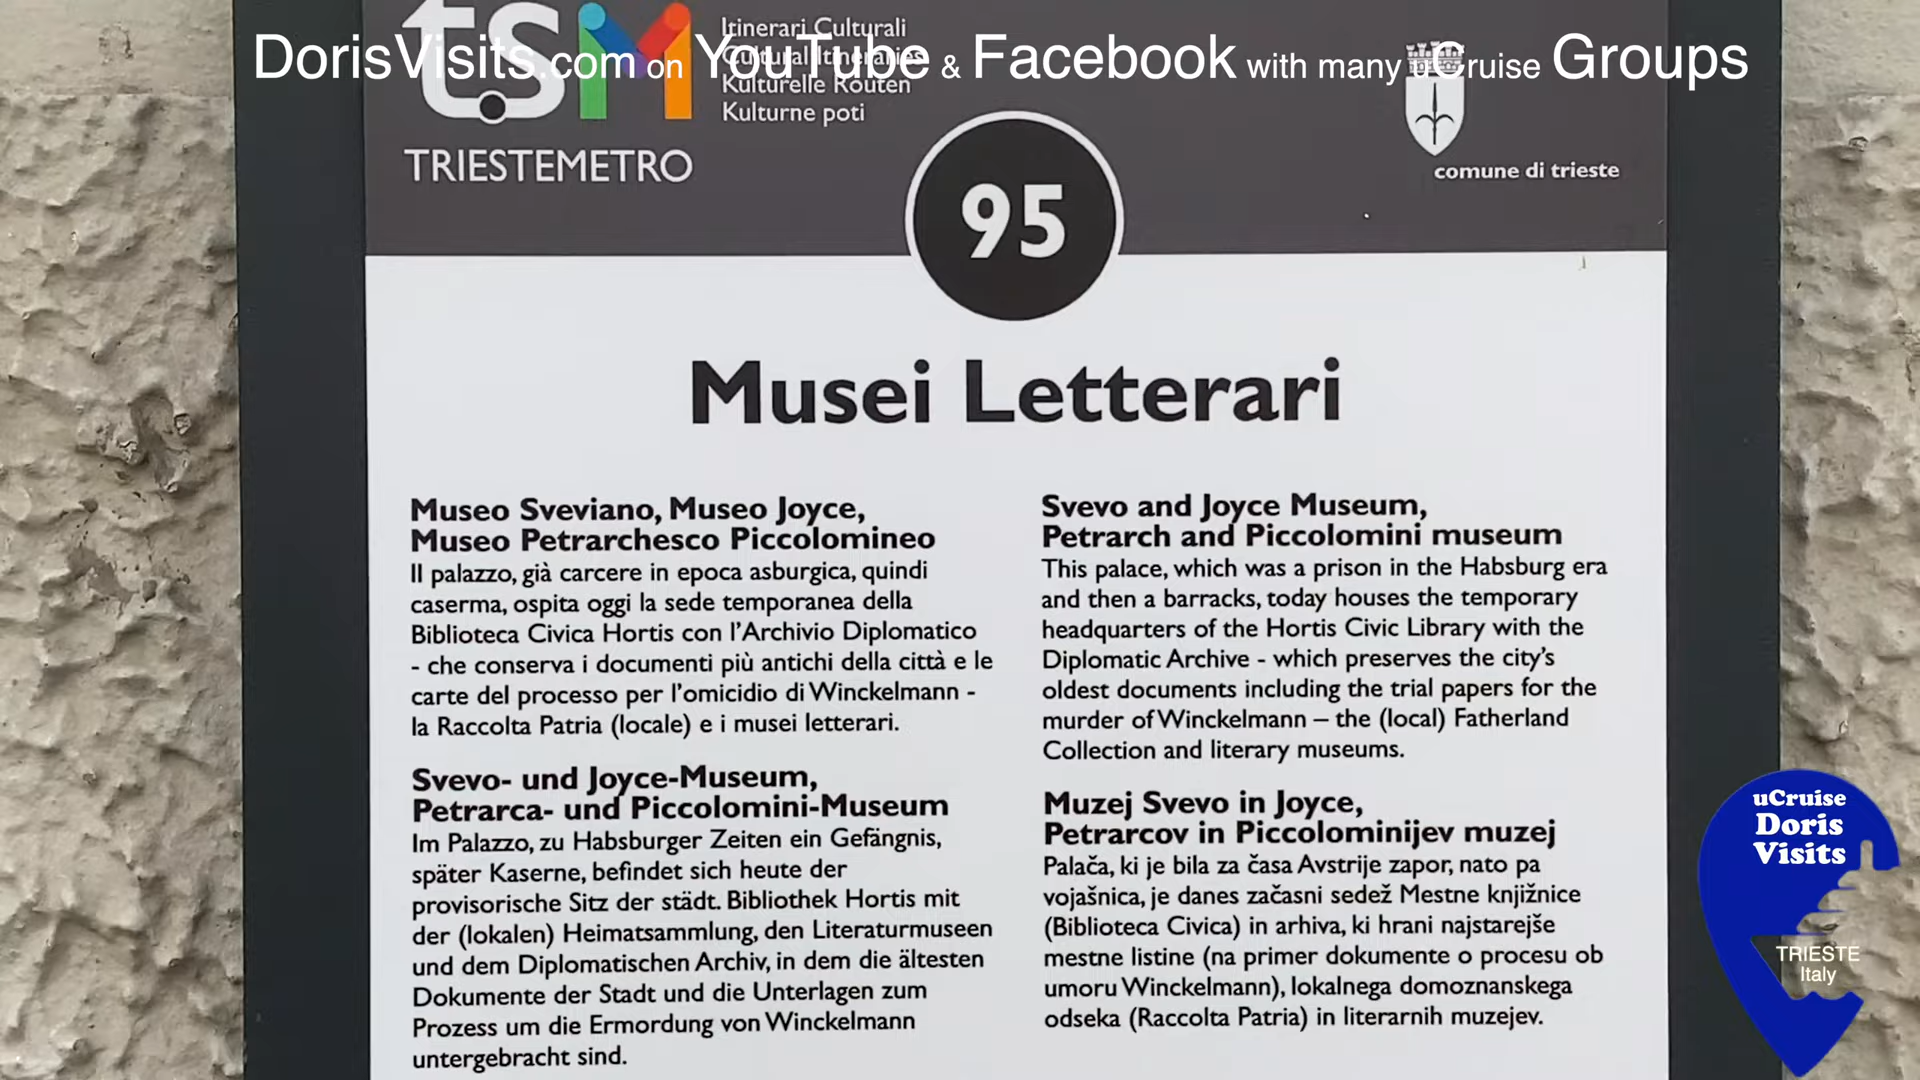 DorisVisits.com on YouTube & Facebook with many uCruise Groups
tsM
Itinerari Culturali
Cultural Itineraries
Kulturelle Routen
Kulturne poti
TRIESTEMETRO
comune di trieste
95
Musei Letterari
Museo Sveviano, Museo Joyce,
Museo Petrarchesco Piccolomineo
Il palazzo, già carcere in epoca asburgica, quindi
caserma, ospita oggi la sede temporanea della
Biblioteca Civica Hortis con l'Archivio Diplomatico
- che conserva i documenti più antichi della città e le
carte del processo per l'omicidio di Winckelmann -
la Raccolta Patria (locale) e i musei letterari.
Svevo- und Joyce-Museum,
Petrarca- und Piccolomini-Museum
Im Palazzo, zu Habsburger Zeiten ein Gefängnis,
später Kaserne, befindet sich heute der
provisorische Sitz der städt. Bibliothek Hortis mit
der (lokalen) Heimatsammlung, den Literaturmuseen
und dem Diplomatischen Archiv, in dem die ältesten
Dokumente der Stadt und die Unterlagen zum
Prozess um die Ermordung von Winckelmann
untergebracht sind.
Svevo and Joyce Museum,
Petrarch and Piccolomini museum
This palace, which was a prison in the Habsburg era
and then a barracks, today houses the temporary
headquarters of the Hortis Civic Library with the
Diplomatic Archive - which preserves the city's
oldest documents including the trial papers for the
murder of Winckelmann – the (local) Fatherland
Collection and literary museums.
Muzej Svevo in Joyce,
Petrarcov in Piccolominijev muzej
Palača, ki je bila za časa Avstrije zapor, nato pa
vojašnica, je danes začasni sedež Mestne knjižnice
(Biblioteca Civica) in arhiva, ki hrani najstarejše
mestne listine (na primer dokumente o procesu ob
umoru Winckelmann), lokalnega domoznanskega
odseka (Raccolta Patria) in literarnih muzejev.
uCruise
Doris
Visits
TRIESTE
Italy